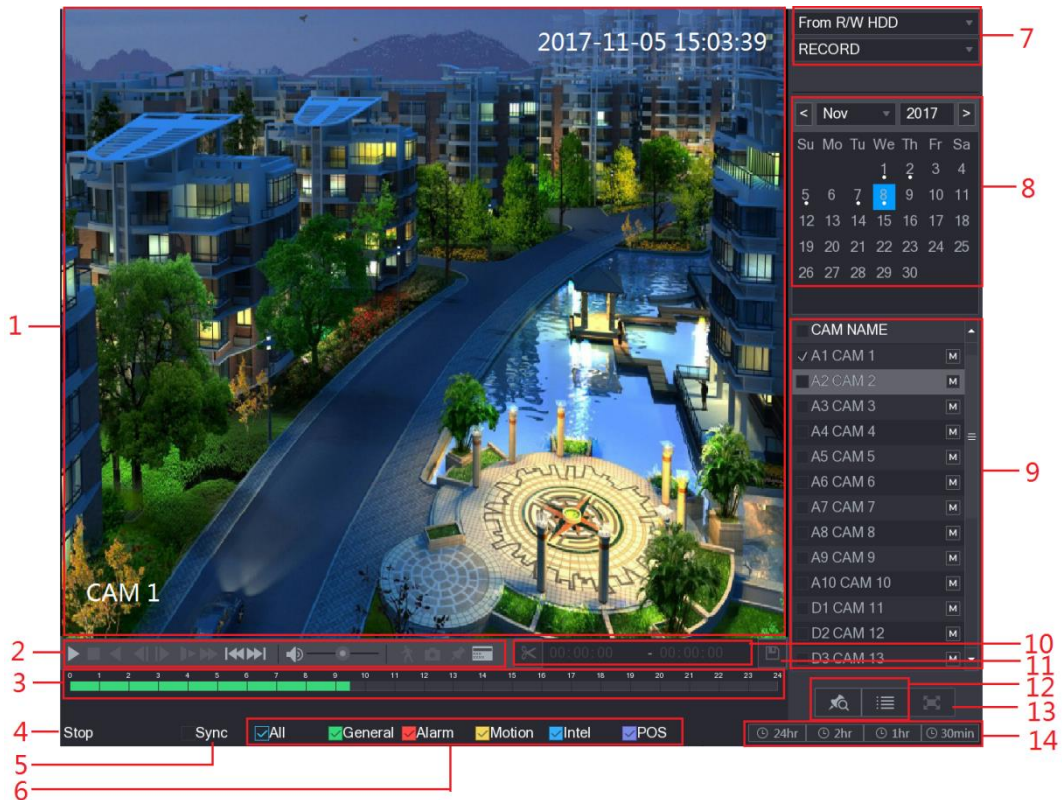 2017-11-05 15:03:39
CAM 1
From R/W HDD
RECORD
7
< Nov 2017 >
Su Mo Tu We Th Fr Sa
1 2 3 4
5 6 7 8 9 10 11
12 13 14 15 16 17 18
19 20 21 22 23 24 25
26 27 28 29 30
8
CAM NAME
A1 CAM 1 M
A2 CAM 2 M
A3 CAM 3 M
A4 CAM 4 M
A5 CAM 5 M
A6 CAM 6 M
A7 CAM 7 M
A8 CAM 8 M
A9 CAM 9 M
A10 CAM 10 M
D1 CAM 11 M
D2 CAM 12 M
D3 CAM 13 M
9
1
2
00:00:00 - 00:00:00
10
11
3
0 1 2 3 4 5 6 7 8 9 10 11 12 13 14 15 16 17 18 19 20 21 22 23 24
12
13
4
Stop Sync All General Alarm Motion Intel POS
24hr 2hr 1hr 30min
14
5
6